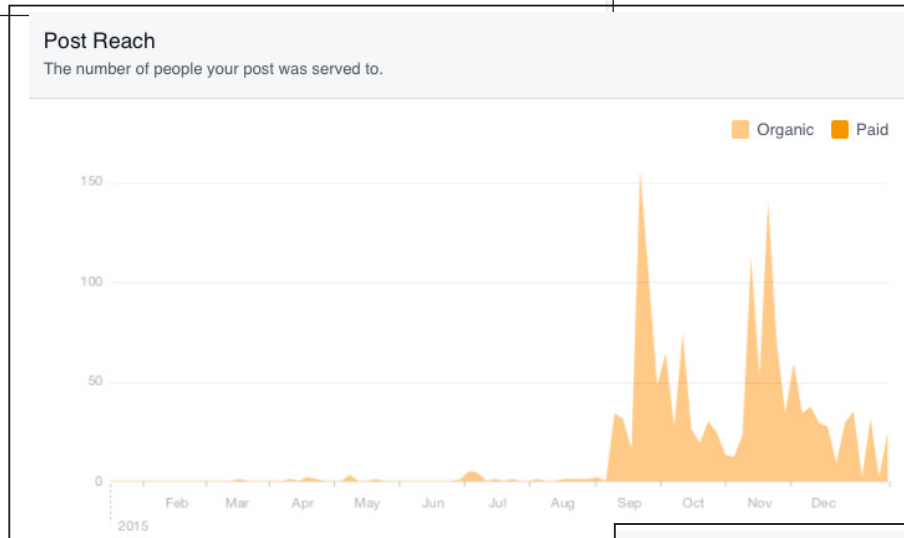 Post Reach
The number of people your post was served to.
Organic Paid
150
100
50
0
Feb Mar Apr May Jun Jul Aug Sep Oct Nov Dec
2015